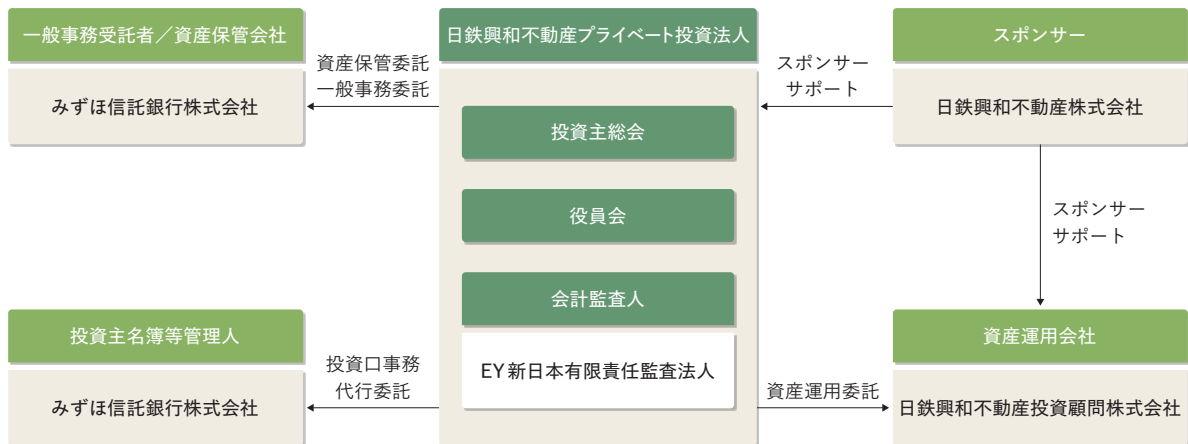 一般事務受託者／資産保管会社
みずほ信託銀行株式会社
資産保管委託
一般事務委託
日鉄興和不動産プライベート投資法人
投資主総会
役員会
会計監査人
EY新日本有限責任監査法人
スポンサー
サポート
スポンサー
日鉄興和不動産株式会社
スポンサー
サポート
投資主名簿等管理人
みずほ信託銀行株式会社
投資口事務
代行委託
資産運用委託
資産運用会社
日鉄興和不動産投資顧問株式会社